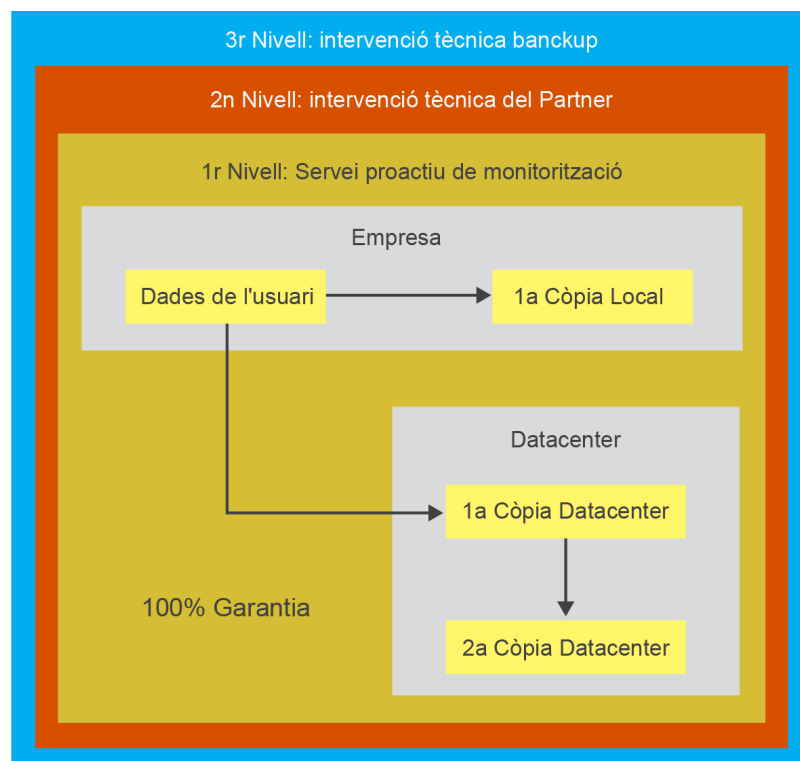 3r Nivell: intervenció tècnica banckup
2n Nivell: intervenció tècnica del Partner
1r Nivell: Servei proactiu de monitorització
Empresa
Dades de l'usuari
1a Còpia Local
Datacenter
1a Còpia Datacenter
100% Garantia
2a Còpia Datacenter